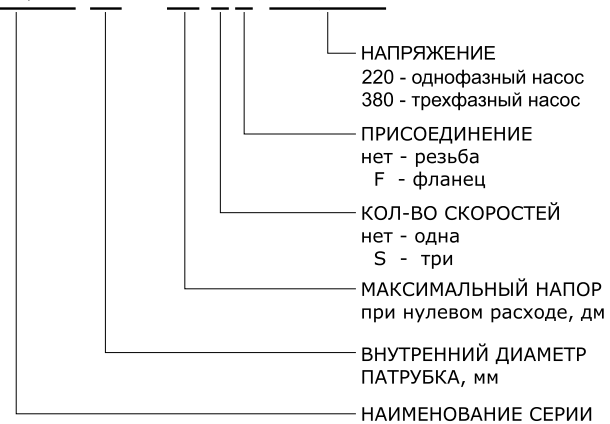 НАПРЯЖЕНИЕ
220 - однофазный насос
380 - трехфазный насос
ПРИСОЕДИНЕНИЕ
нет - резьба
F - фланец
КОЛ-ВО СКОРОСТЕЙ
нет - одна
S - три
МАКСИМАЛЬНЫЙ НАПОР
при нулевом расходе, дм
ВНУТРЕННИЙ ДИАМЕТР
ПАТРУБКА, мм
НАИМЕНОВАНИЕ СЕРИИ